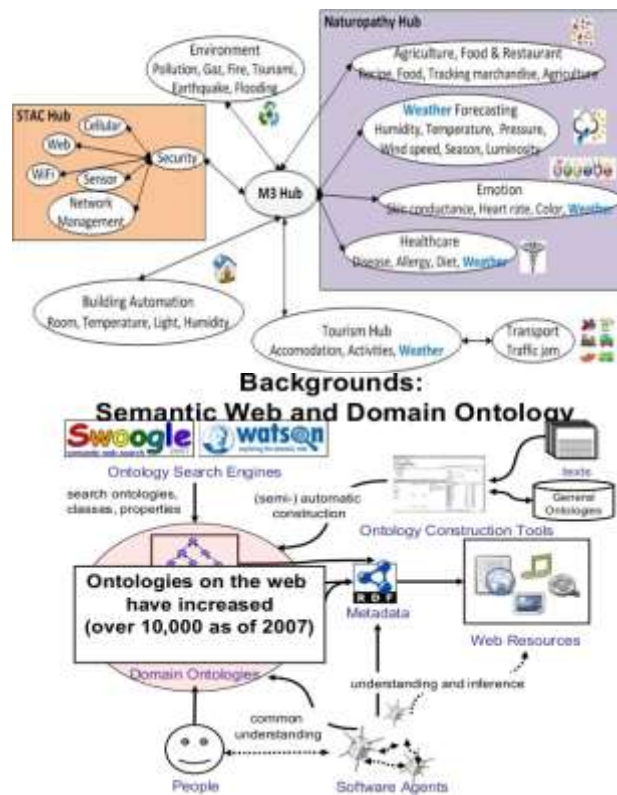 Naturopathy Hub
Environment
Pollution, Gaz, Fire, Tsunami,
Earthquake, Flooding
Agriculture, Food & Restaurant
Recipe, Food, Tracking marchandise, Agriculture
STAC Hub
Cellular
Web
WiFi
Sensor
Network
Management
Security
M3 Hub
Weather Forecasting
Humidity, Temperature, Pressure,
Wind speed, Season, Luminosity
Emotion
Skin conductance, Heart rate, Color, Weather
Healthcare
Disease, Allergy, Diet, Weather
Building Automation
Room, Temperature, Light, Humidity
Tourism Hub
Accomodation, Activities, Weather
Transport
Traffic jam
Backgrounds:
Semantic Web and Domain Ontology
Swoogle
semantic web search
2007
watson
Ontology Search Engines
search ontologies,
classes, properties
(semi-) automatic
construction
Ontology Construction Tools
texts
General
Ontologies
Ontologies on the web
have increased
(over 10,000 as of 2007)
Domain Ontologies
RDF
Metadata
Web Resources
understanding and inference
common
understanding
People
Software Agents